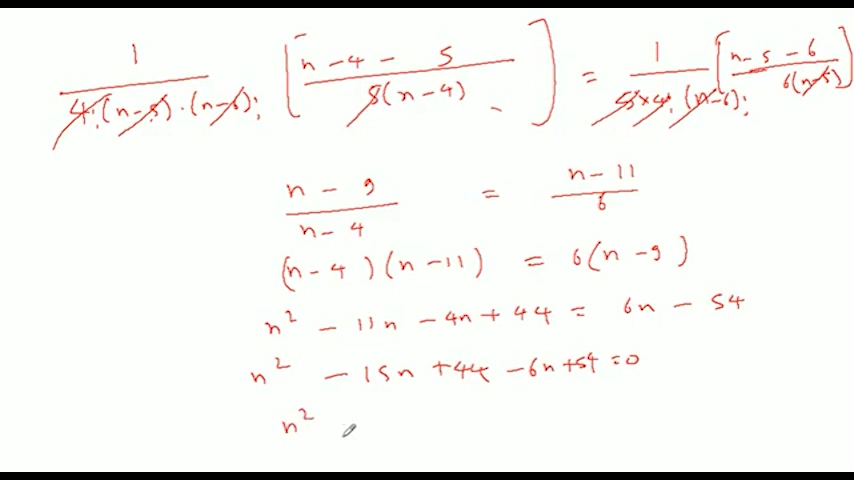 1 / 4!(n-5)·(n-6)! [ n-4-5 / 5(n-4) ] = 1 / 5×4! (n-6)! [ n-5-6 / 6(n-5) ]
n-9 / n-4 = n-11 / 6
(n-4)(n-11) = 6(n-9)
n² - 11n - 4n + 44 = 6n - 54
n² - 15n + 44 - 6n + 54 = 0
n²